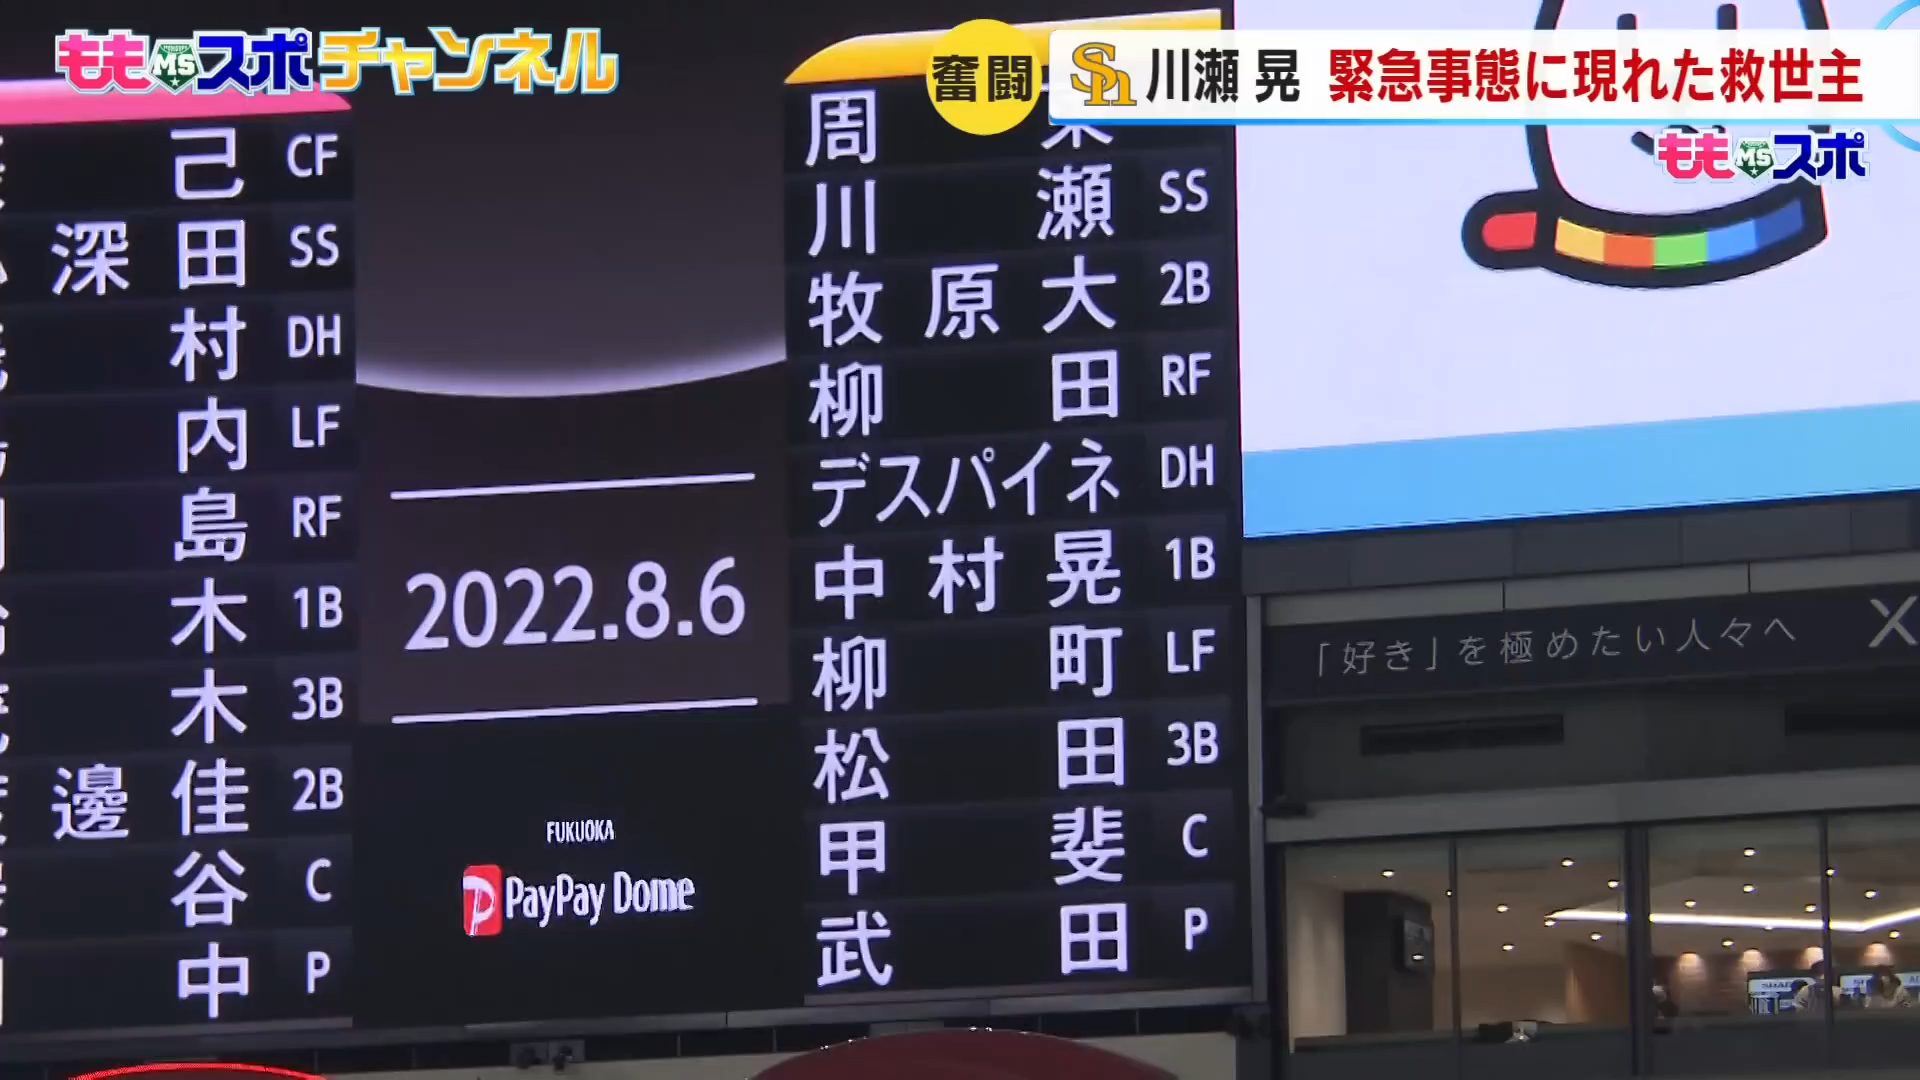 ももMSスポチャンネル
奮闘
Sh 川瀬 晃 緊急事態に現れた救世主
ももMSスポ
己 CF
深田 SS
村 DH
内 LF
島 RF
木 1B
木 3B
邊佳 2B
谷 C
中 P
2022.8.6
FUKUOKA
PayPay Dome
周東
川瀬 SS
牧原大 2B
柳田 RF
デスパイネ DH
中村晃 1B
柳町 LF
松田 3B
甲斐 C
武田 P
「好き」を極めたい人々へ X